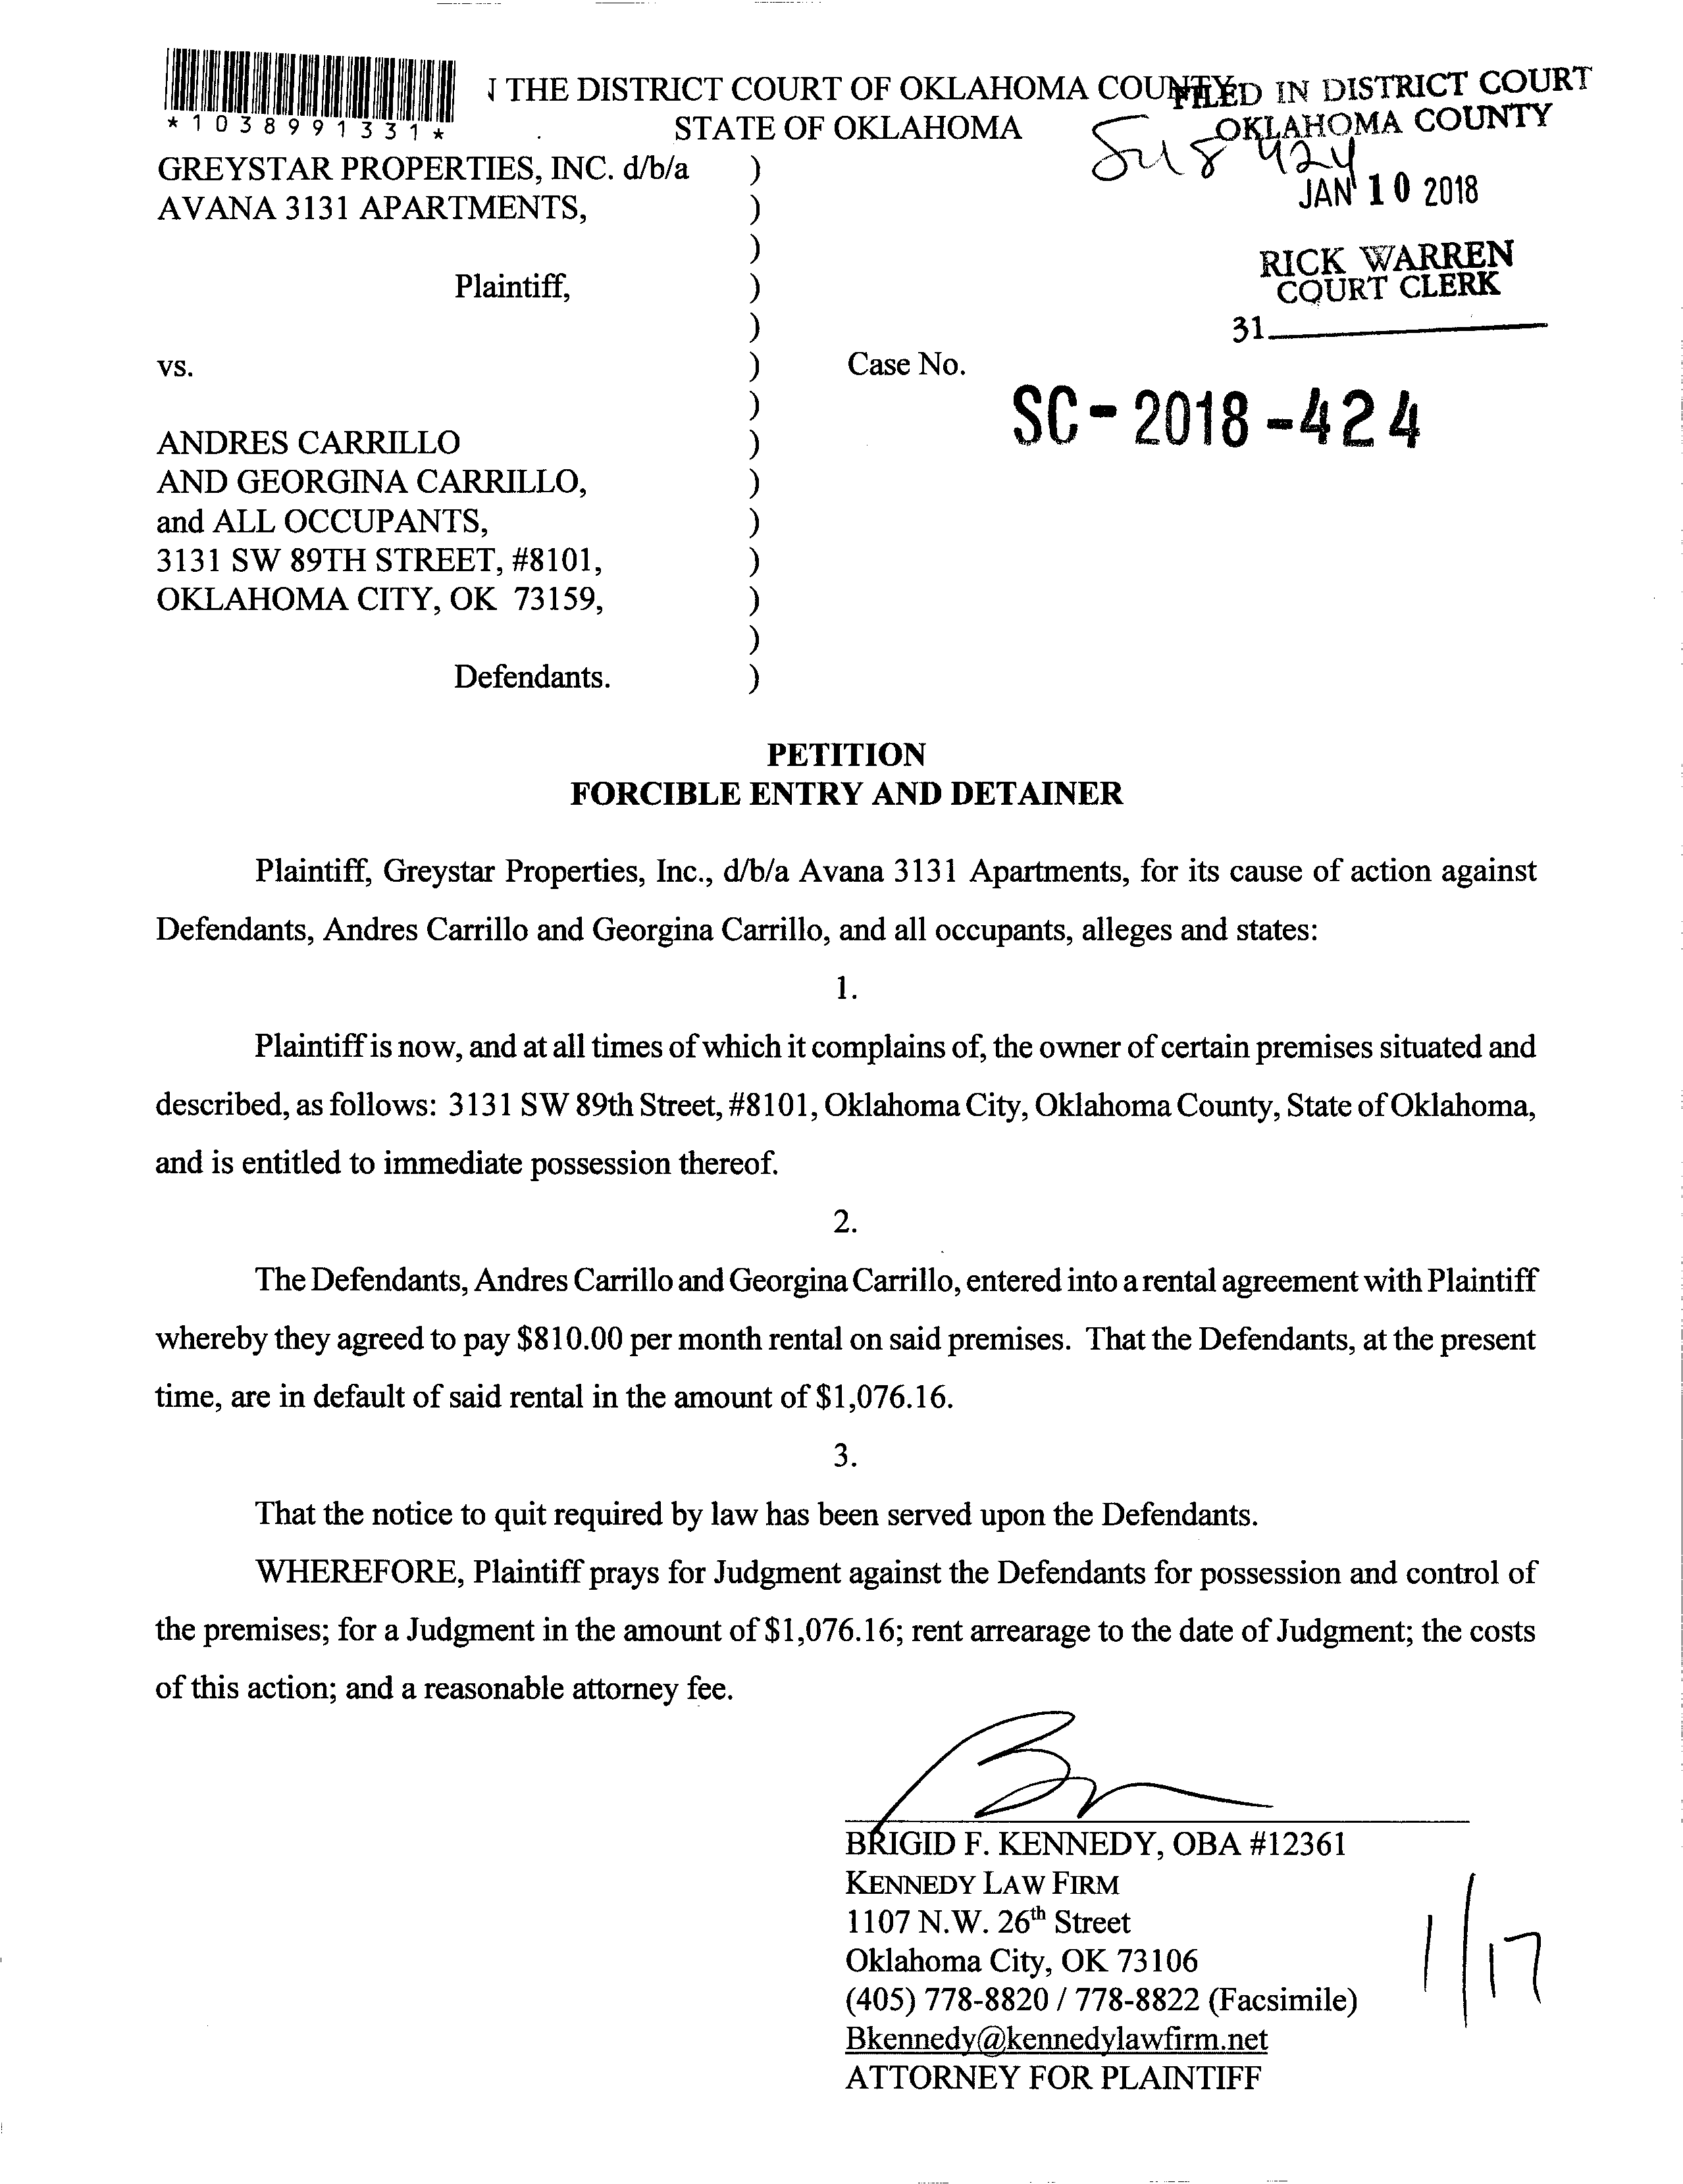 *1038991331*
THE DISTRICT COURT OF OKLAHOMA COUNTY
STATE OF OKLAHOMA
FILED IN DISTRICT COURT
OKLAHOMA COUNTY
424
JAN 10 2018
RICK WARREN
COURT CLERK
31
GREYSTAR PROPERTIES, INC. d/b/a )
AVANA 3131 APARTMENTS, )
)
Plaintiff, )
)
vs. ) Case No.
SC-2018-424
)
ANDRES CARRILLO )
AND GEORGINA CARRILLO, )
and ALL OCCUPANTS, )
3131 SW 89TH STREET, #8101, )
OKLAHOMA CITY, OK 73159, )
)
Defendants. )
PETITION
FORCIBLE ENTRY AND DETAINER
Plaintiff, Greystar Properties, Inc., d/b/a Avana 3131 Apartments, for its cause of action against
Defendants, Andres Carrillo and Georgina Carrillo, and all occupants, alleges and states:
1.
Plaintiff is now, and at all times of which it complains of, the owner of certain premises situated and
described, as follows: 3131 SW 89th Street, #8101, Oklahoma City, Oklahoma County, State of Oklahoma,
and is entitled to immediate possession thereof.
2.
The Defendants, Andres Carrillo and Georgina Carrillo, entered into a rental agreement with Plaintiff
whereby they agreed to pay $810.00 per month rental on said premises. That the Defendants, at the present
time, are in default of said rental in the amount of $1,076.16.
3.
That the notice to quit required by law has been served upon the Defendants.
WHEREFORE, Plaintiff prays for Judgment against the Defendants for possession and control of
the premises; for a Judgment in the amount of $1,076.16; rent arrearage to the date of Judgment; the costs
of this action; and a reasonable attorney fee.
BRIGID F. KENNEDY, OBA #12361
KENNEDY LAW FIRM
1107 N.W. 26th Street
Oklahoma City, OK 73106
(405) 778-8820 / 778-8822 (Facsimile)
Bkennedy@kennedylawfirm.net
ATTORNEY FOR PLAINTIFF
1/17